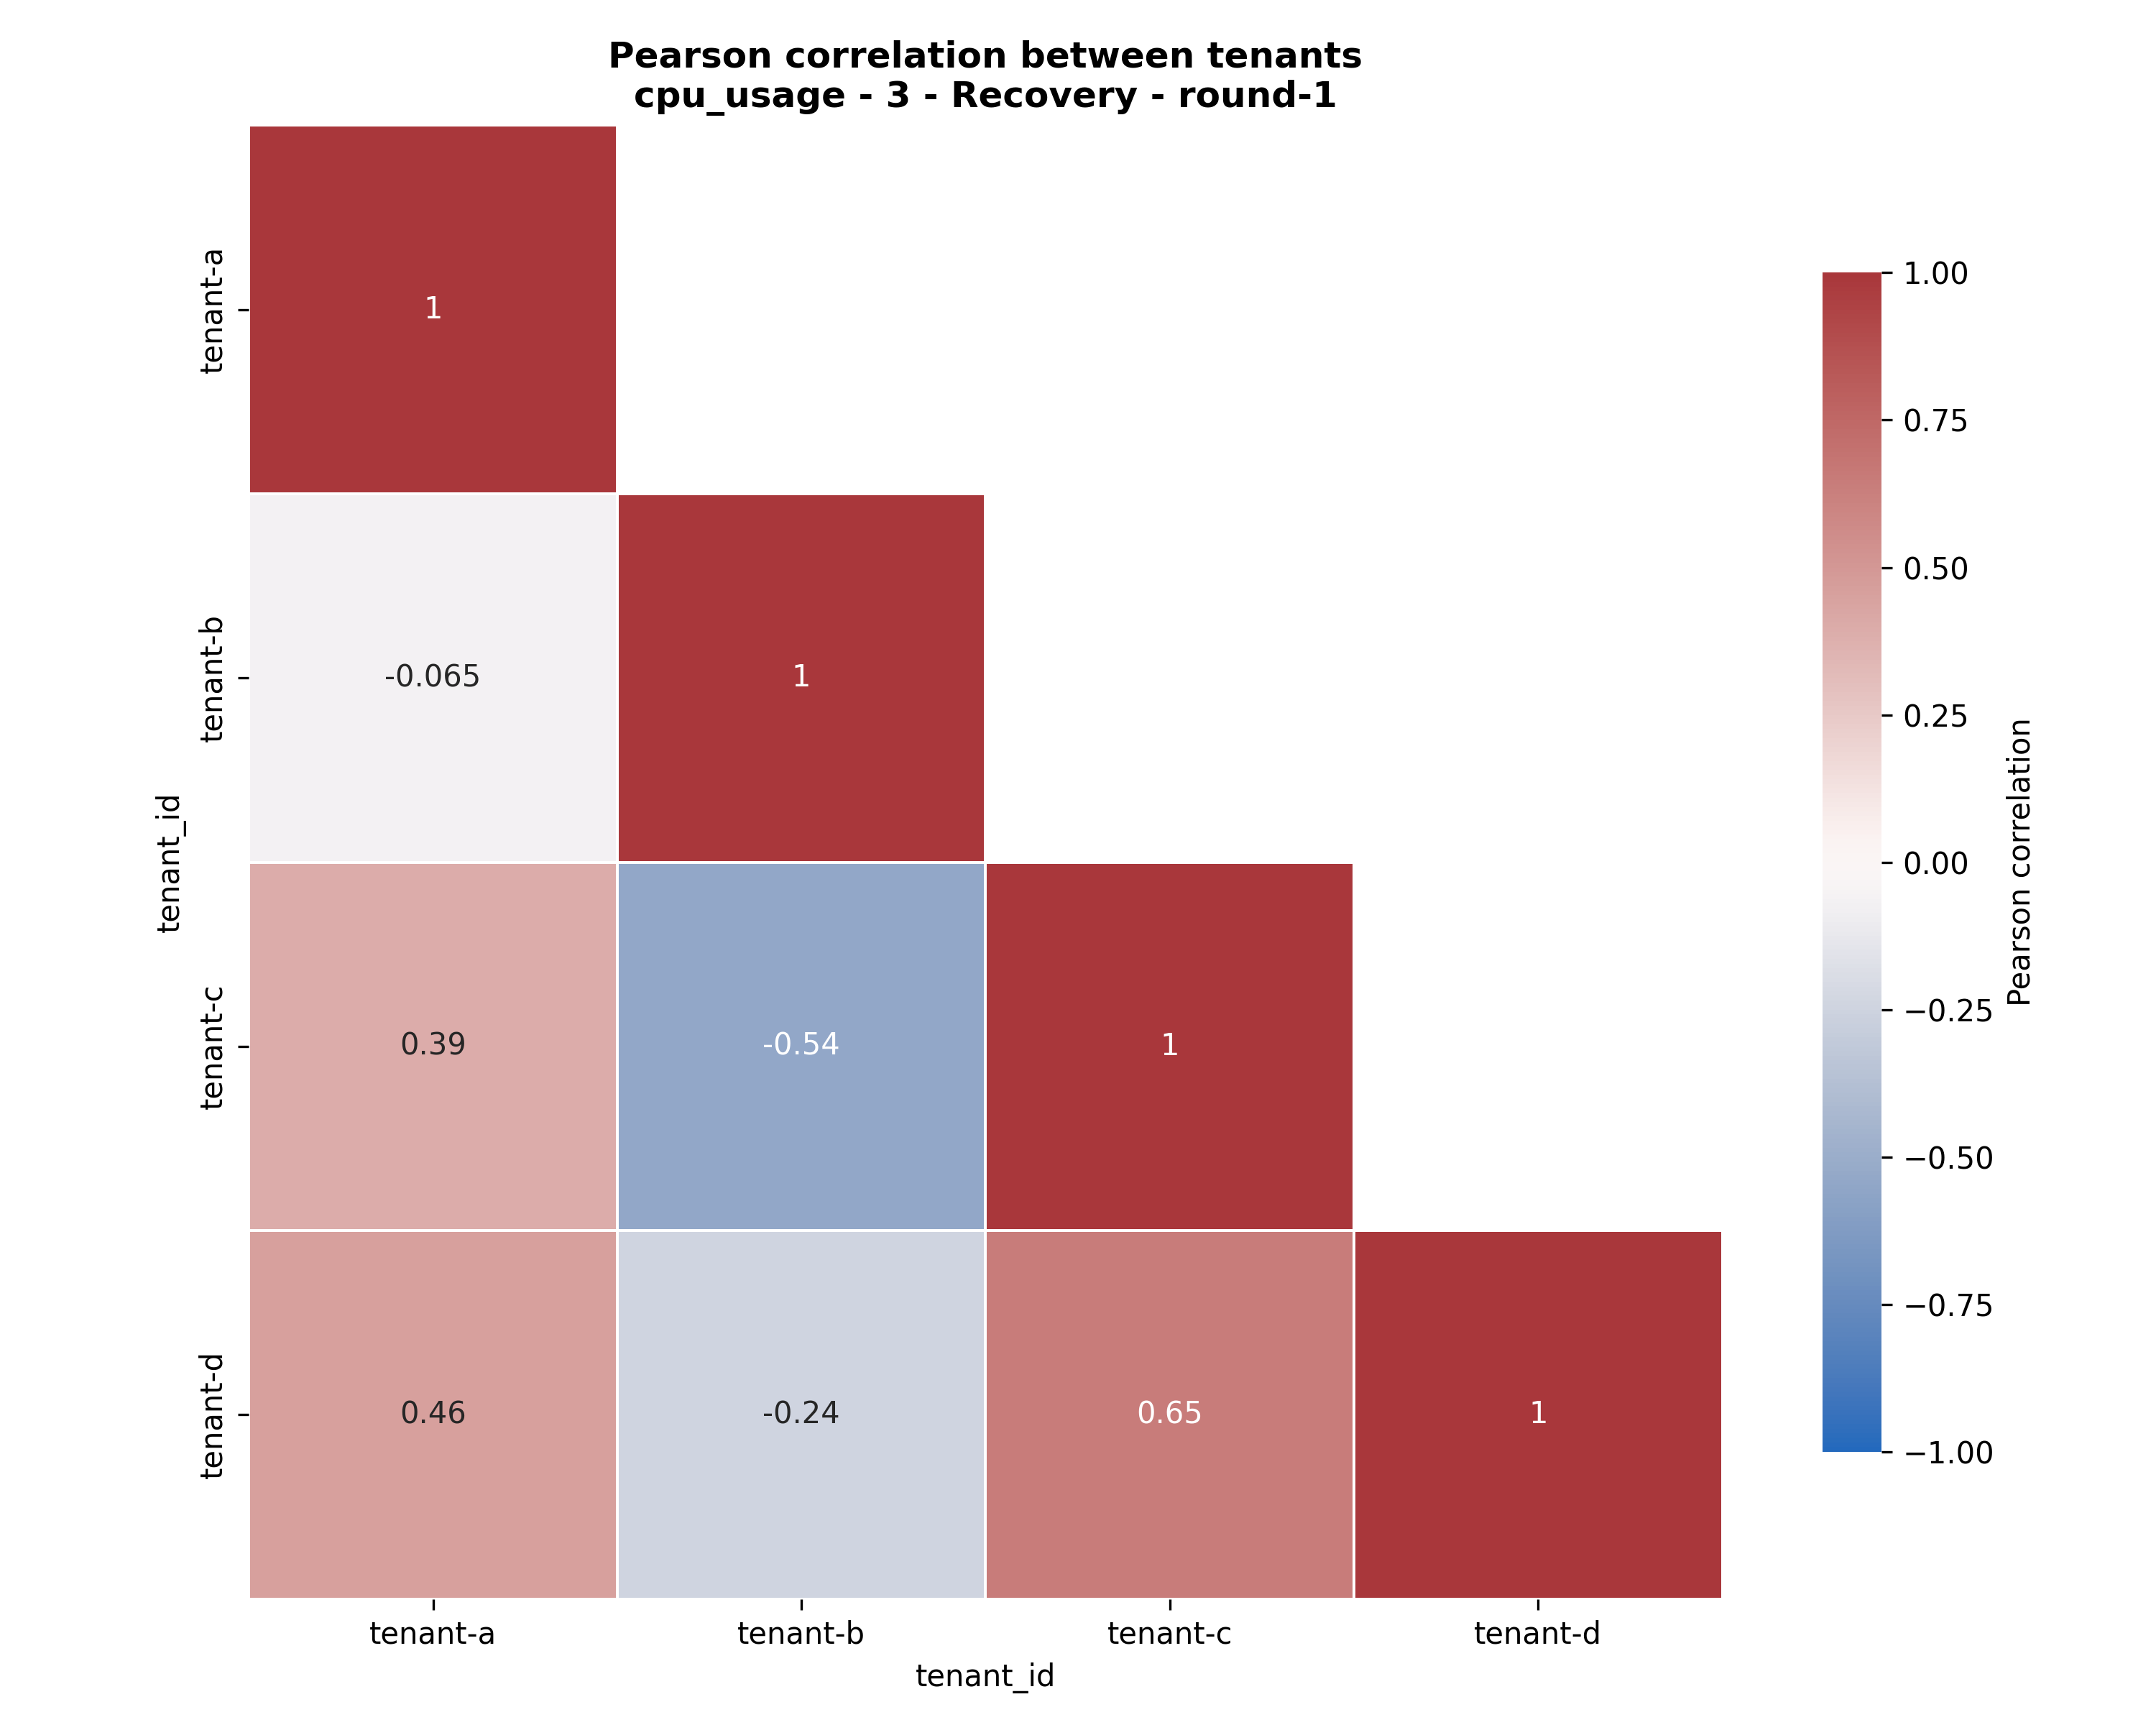 Pearson correlation between tenants
cpu_usage - 3 - Recovery - round-1
tenant_id
tenant-a
1
tenant-b
-0.065
1
tenant-c
0.39
-0.54
1
tenant-d
0.46
-0.24
0.65
1
tenant-a
tenant-b
tenant-c
tenant-d
tenant_id
1.00
0.75
0.50
0.25
0.00
−0.25
−0.50
−0.75
−1.00
Pearson correlation